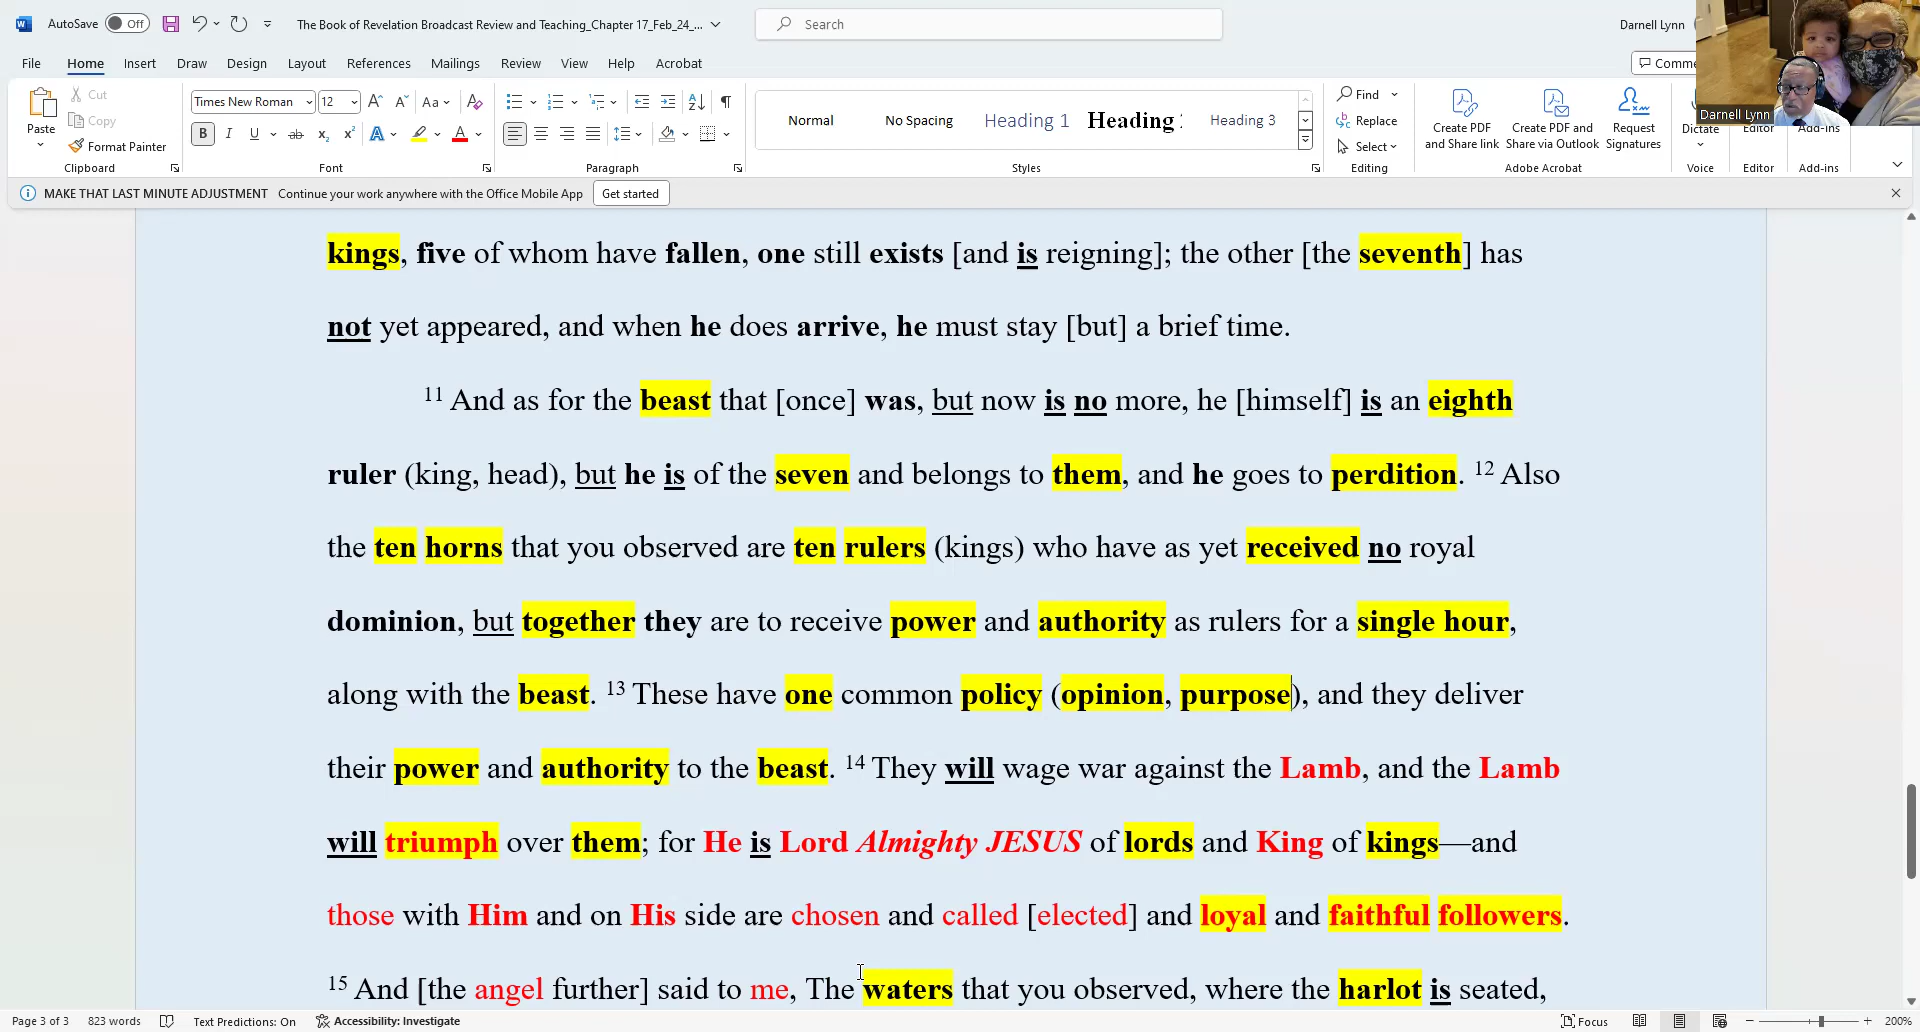 AutoSave Off The Book of Revelation Broadcast Review and Teaching_Chapter 17_Feb_24_... Search Darnell Lynn
File Home Insert Draw Design Layout References Mailings Review View Help Acrobat Comme
Paste Cut Copy Format Painter Clipboard
Times New Roman 12 Aa A
B I U ab x₂ x² A A Font
Paragraph
Normal No Spacing Heading 1 Heading Heading 3 Styles
Find Replace Select Editing
Create PDF and Share link Create PDF and Share via Outlook Request Signatures Adobe Acrobat
Dictate Voice Editor Editor Add-ins Add-ins
Darnell Lynn
MAKE THAT LAST MINUTE ADJUSTMENT Continue your work anywhere with the Office Mobile App Get started
kings, five of whom have fallen, one still exists [and is reigning]; the other [the seventh] has
not yet appeared, and when he does arrive, he must stay [but] a brief time.
11 And as for the beast that [once] was, but now is no more, he [himself] is an eighth
ruler (king, head), but he is of the seven and belongs to them, and he goes to perdition. 12 Also
the ten horns that you observed are ten rulers (kings) who have as yet received no royal
dominion, but together they are to receive power and authority as rulers for a single hour,
along with the beast. 13 These have one common policy (opinion, purpose), and they deliver
their power and authority to the beast. 14 They will wage war against the Lamb, and the Lamb
will triumph over them; for He is Lord Almighty JESUS of lords and King of kings—and
those with Him and on His side are chosen and called [elected] and loyal and faithful followers.
15 And [the angel further] said to me, The waters that you observed, where the harlot is seated,
Page 3 of 3 823 words Text Predictions: On Accessibility: Investigate Focus 200%